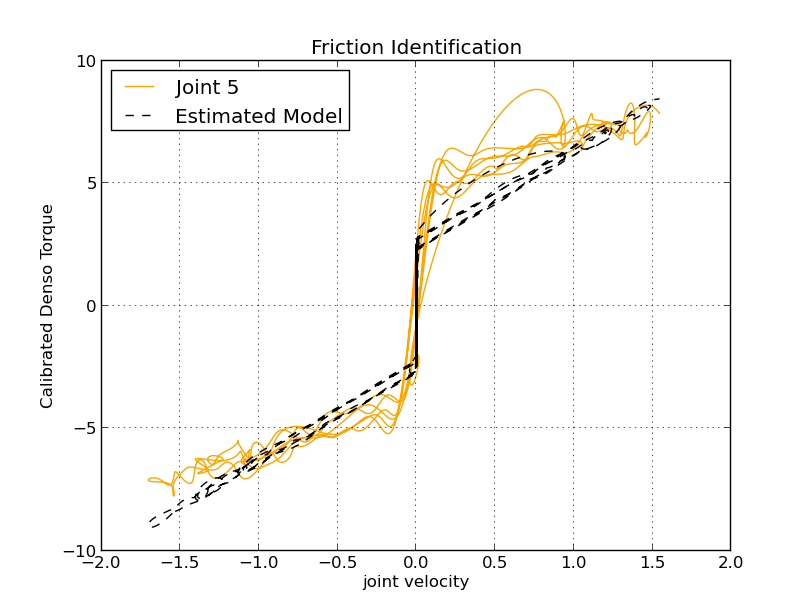 Friction Identification
Joint 5
Estimated Model
Calibrated Denso Torque
10
5
0
−5
−10
−2.0 −1.5 −1.0 −0.5 0.0 0.5 1.0 1.5 2.0
joint velocity